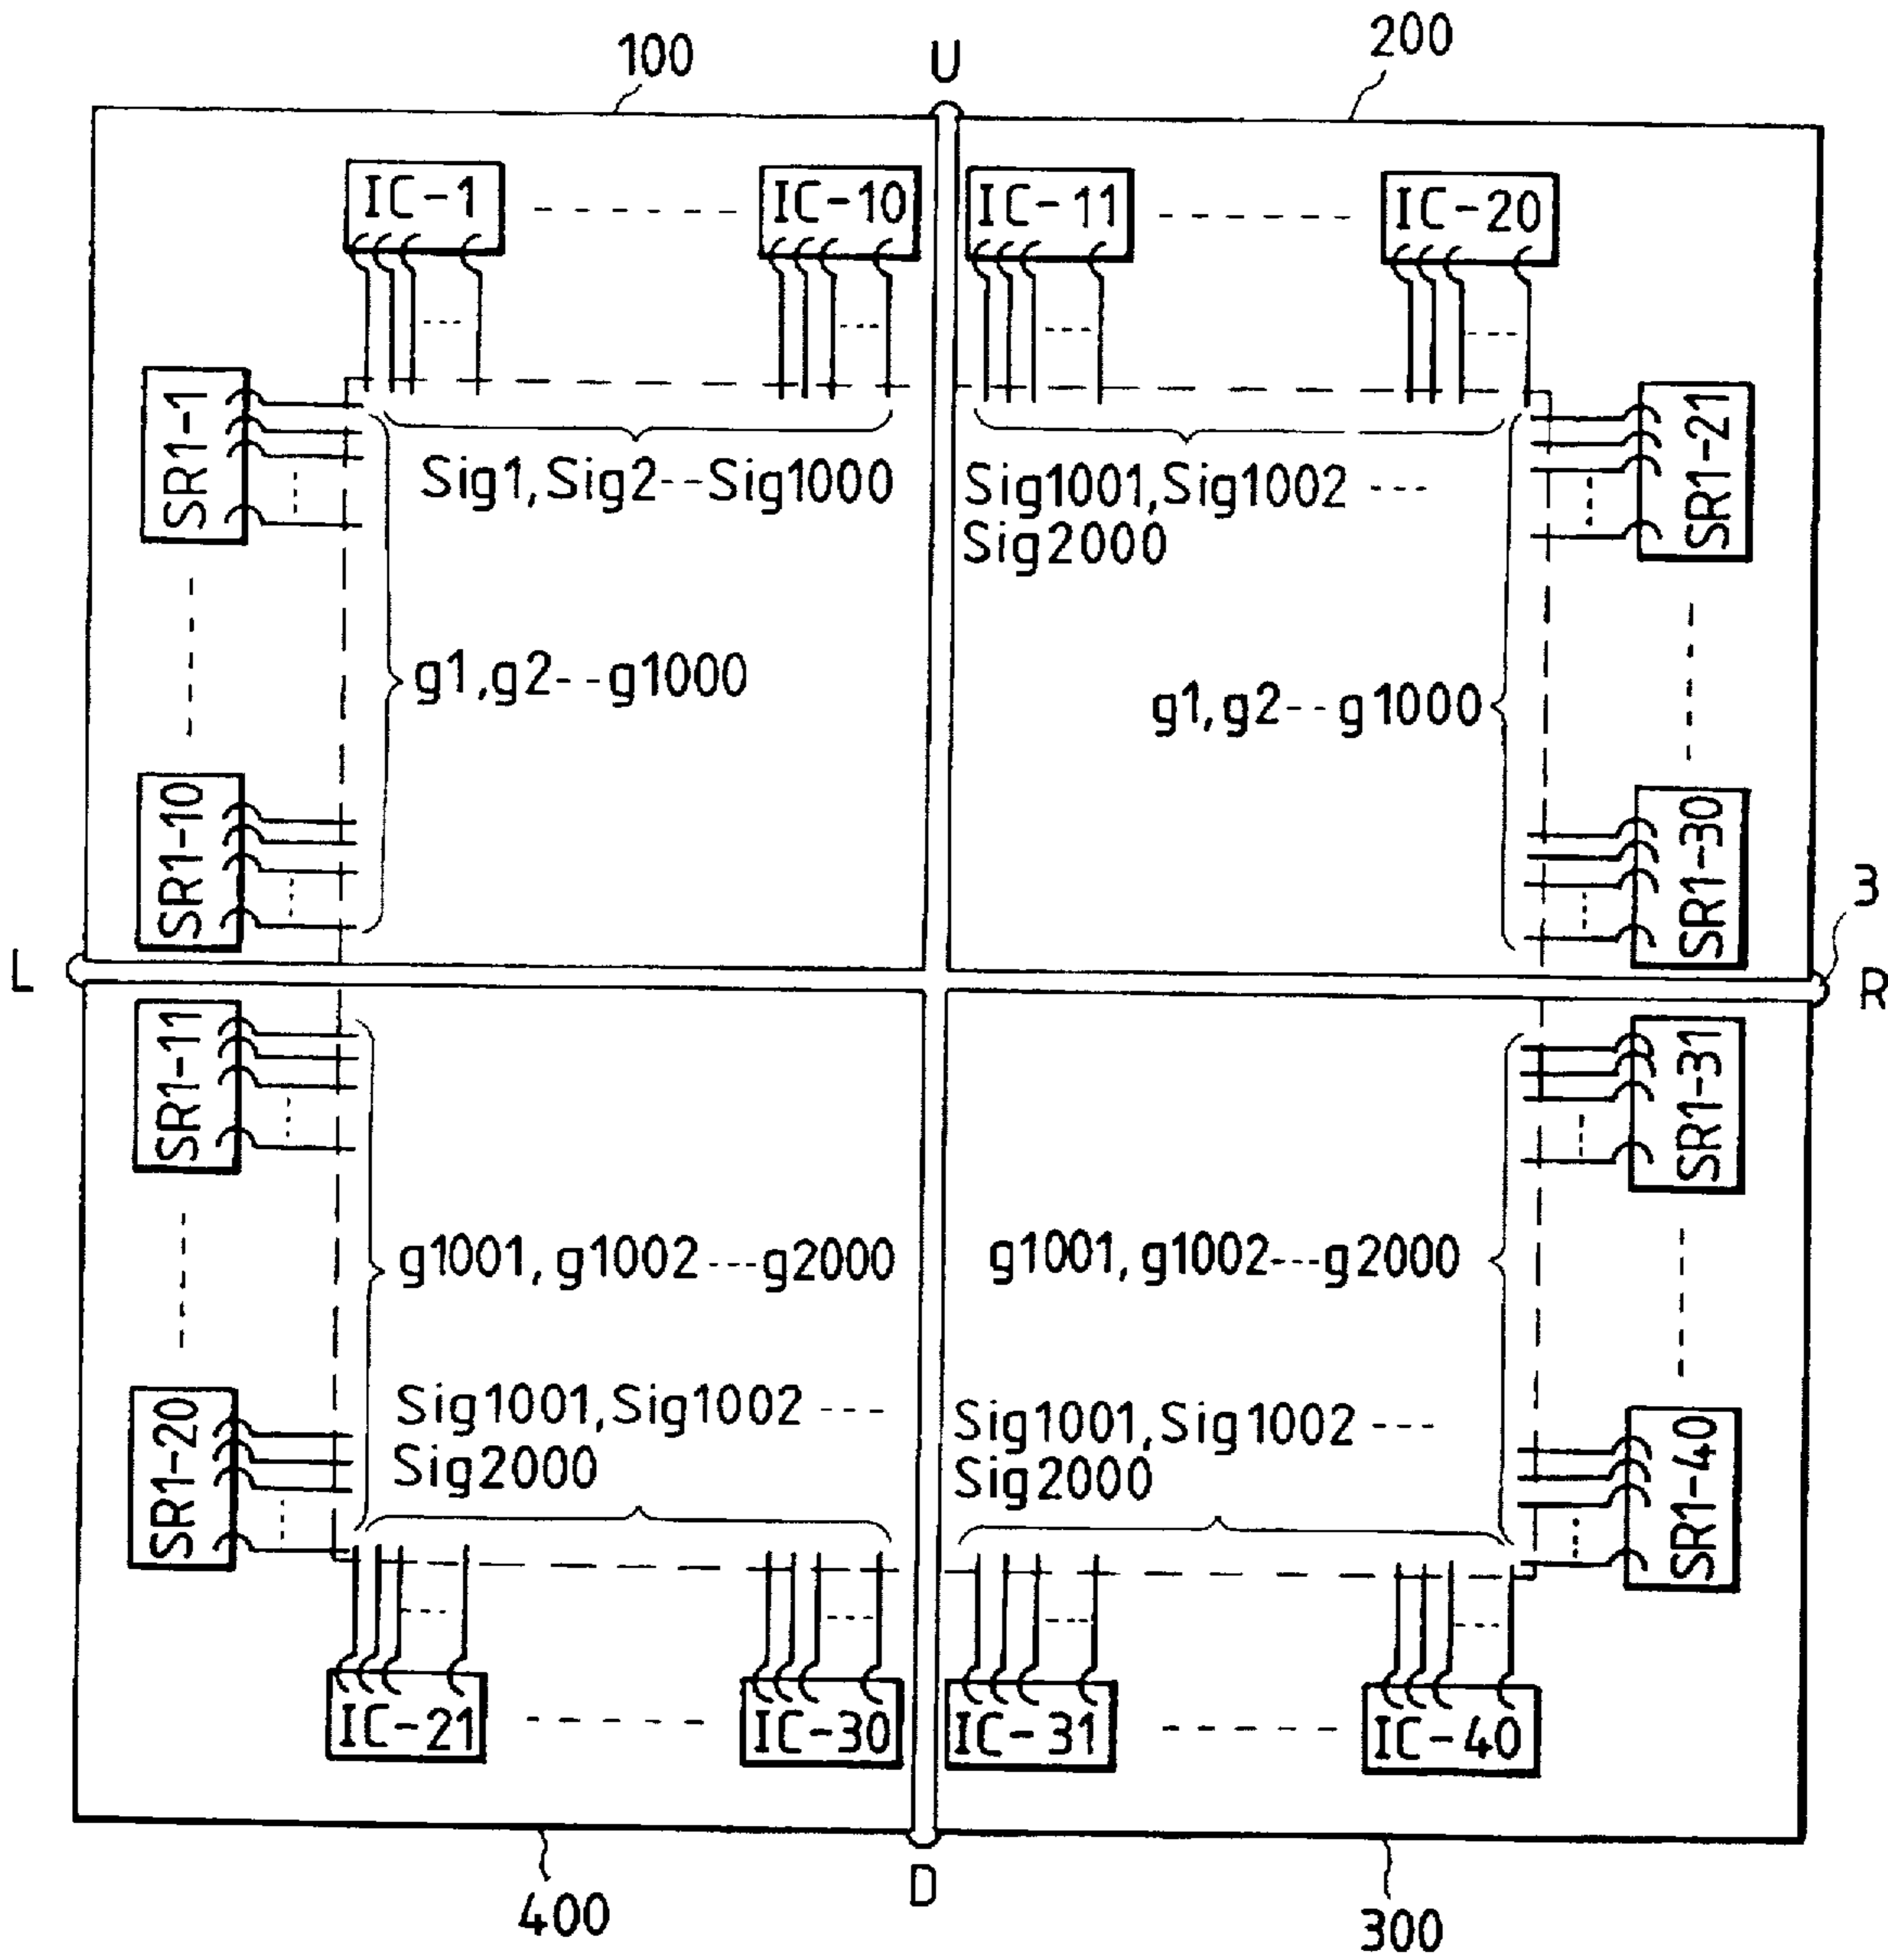 100
U
200
IC-1
IC-10
IC-11
IC-20
SR1-1
Sig1,Sig2--Sig1000
Sig1001,Sig1002---
Sig2000
SR1-21
g1,g2--g1000
g1,g2--g1000
SR1-10
SR1-30
3
L
R
SR1-11
SR1-31
g1001,g1002---g2000
g1001,g1002---g2000
SR1-20
Sig1001,Sig1002---
Sig2000
Sig1001,Sig1002---
Sig2000
SR1-40
IC-21
IC-30
IC-31
IC-40
400
D
300